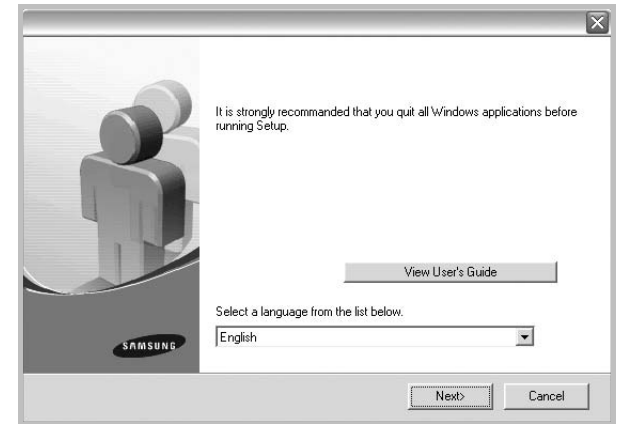 It is strongly recommanded that you quit all Windows applications before
running Setup.
View User's Guide
Select a language from the list below.
English
SAMSUNG
Next>
Cancel